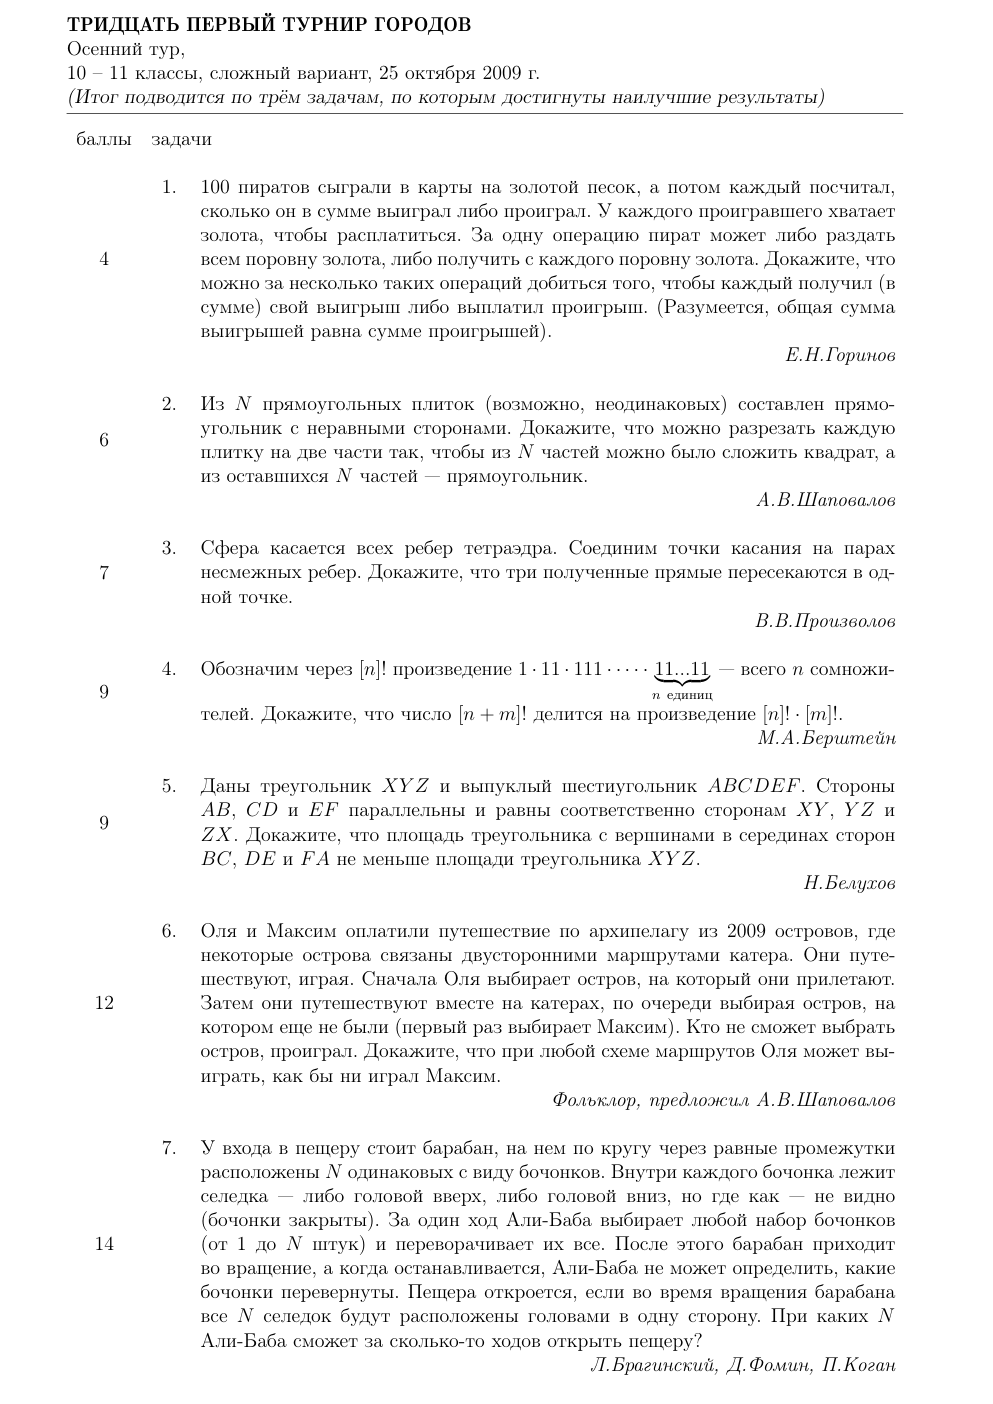 ТРИДЦАТЬ ПЕРВЫЙ ТУРНИР ГОРОДОВ
Осенний тур,
10 – 11 классы, сложный вариант, 25 октября 2009 г.
(Итог подводится по трём задачам, по которым достигнуты наилучшие результаты)
баллы задачи
1. 100 пиратов сыграли в карты на золотой песок, а потом каждый посчитал,
сколько он в сумме выиграл либо проиграл. У каждого проигравшего хватает
золота, чтобы расплатиться. За одну операцию пират может либо раздать
4 всем поровну золота, либо получить с каждого поровну золота. Докажите, что
можно за несколько таких операций добиться того, чтобы каждый получил (в
сумме) свой выигрыш либо выплатил проигрыш. (Разумеется, общая сумма
выигрышей равна сумме проигрышей).
Е.Н.Горинов
2. Из N прямоугольных плиток (возможно, неодинаковых) составлен прямо-
угольник с неравными сторонами. Докажите, что можно разрезать каждую
6 плитку на две части так, чтобы из N частей можно было сложить квадрат, а
из оставшихся N частей — прямоугольник.
А.В.Шаповалов
3. Сфера касается всех ребер тетраэдра. Соединим точки касания на парах
7 несмежных ребер. Докажите, что три полученные прямые пересекаются в од-
ной точке.
В.В.Произволов
4. Обозначим через [n]! произведение 1 · 11 · 111 · · · · · 11...11 — всего n сомножи-
n единиц
9 телей. Докажите, что число [n + m]! делится на произведение [n]! · [m]!.
М.А.Берштейн
5. Даны треугольник XYZ и выпуклый шестиугольник ABCDEF. Стороны
AB, CD и EF параллельны и равны соответственно сторонам XY, YZ и
9 ZX. Докажите, что площадь треугольника с вершинами в серединах сторон
BC, DE и FA не меньше площади треугольника XYZ.
Н.Белухов
6. Оля и Максим оплатили путешествие по архипелагу из 2009 островов, где
некоторые острова связаны двусторонними маршрутами катера. Они путе-
шествуют, играя. Сначала Оля выбирает остров, на который они прилетают.
12 Затем они путешествуют вместе на катерах, по очереди выбирая остров, на
котором еще не были (первый раз выбирает Максим). Кто не сможет выбрать
остров, проиграл. Докажите, что при любой схеме маршрутов Оля может вы-
играть, как бы ни играл Максим.
Фольклор, предложил А.В.Шаповалов
7. У входа в пещеру стоит барабан, на нем по кругу через равные промежутки
расположены N одинаковых с виду бочонков. Внутри каждого бочонка лежит
селедка — либо головой вверх, либо головой вниз, но где как — не видно
(бочонки закрыты). За один ход Али-Баба выбирает любой набор бочонков
14 (от 1 до N штук) и переворачивает их все. После этого барабан приходит
во вращение, а когда останавливается, Али-Баба не может определить, какие
бочонки перевернуты. Пещера откроется, если во время вращения барабана
все N селедок будут расположены головами в одну сторону. При каких N
Али-Баба сможет за сколько-то ходов открыть пещеру?
Л.Брагинский, Д.Фомин, П.Коган